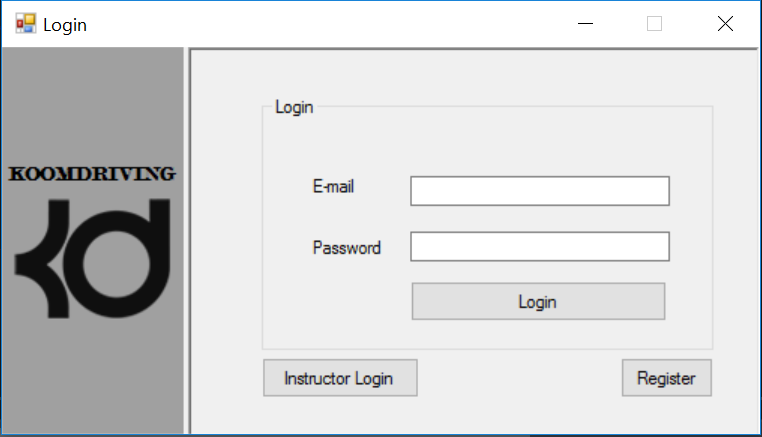 Login
KOOMDRIVING
Login
E-mail
Password
Login
Instructor Login
Register